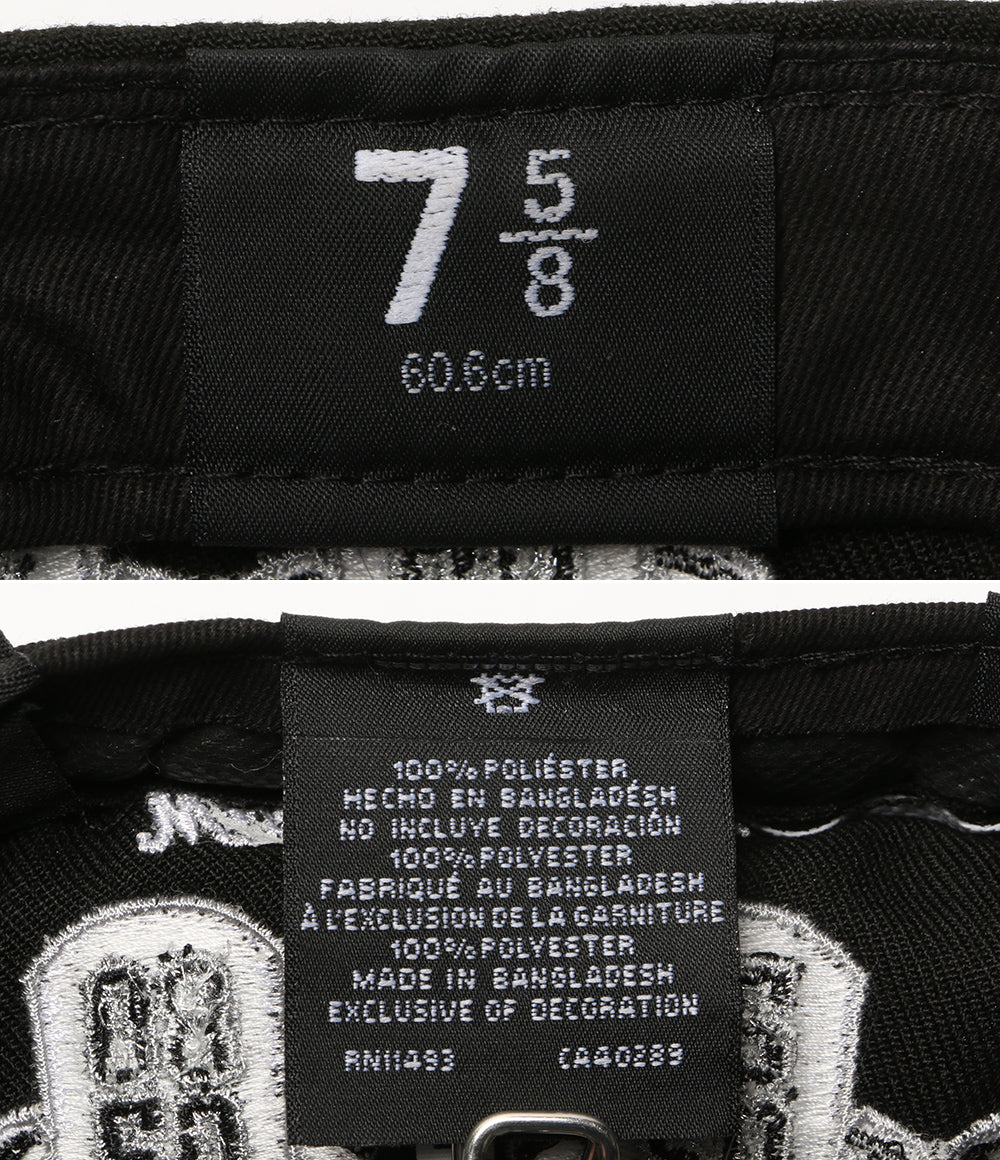 7 5/8
60.6cm
100% POLIÉSTER
HECHO EN BANGLADÉSH
NO INCLUYE DECORACIÓN
100% POLYESTER
FABRIQUÉ AU BANGLADESH
À L'EXCLUSION DE LA GARNITURE
100% POLYESTER
MADE IN BANGLADESH
EXCLUSIVE OF DECORATION
RN11493 CA40289